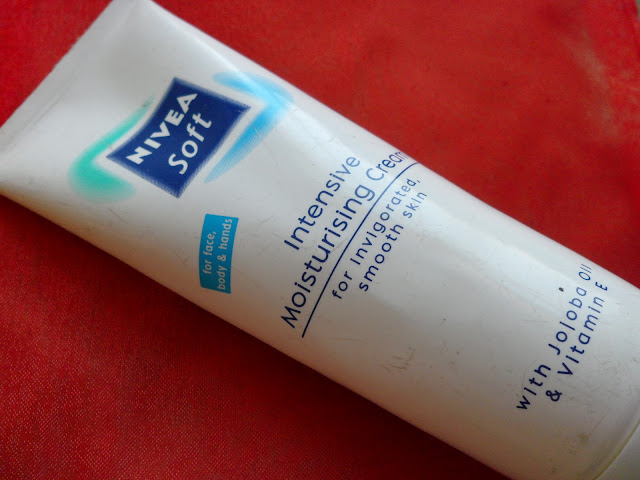 NIVEA
Soft
for face,
body & hands
Intensive
Moisturising Cream
for invigorated,
smooth skin
with Jojoba Oil
& Vitamin E